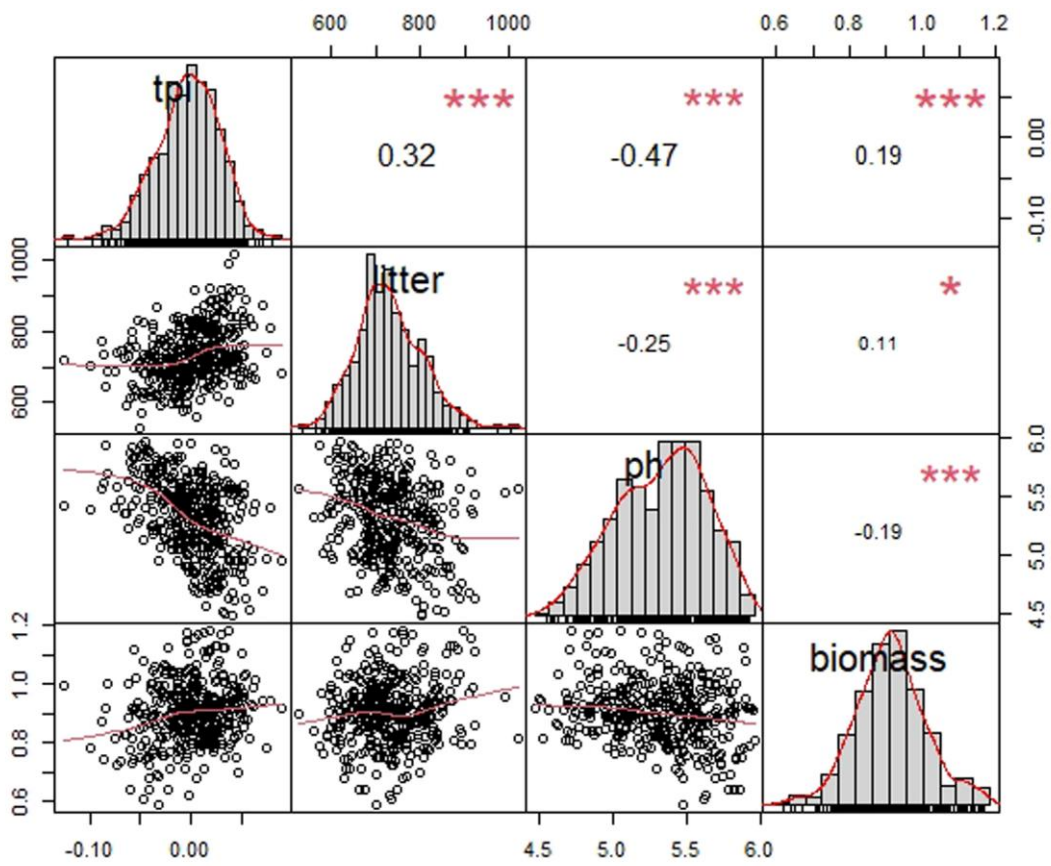 600 800 1000 0.6 0.8 1.0 1.2
tpi *** *** ***
0.32 -0.47 0.19
-0.10 0.00
litter *** *
-0.25 0.11
600 800 1000
ph ***
-0.19
4.5 5.0 5.5 6.0
biomass
0.6 0.8 1.0 1.2
-0.10 0.00 4.5 5.0 5.5 6.0